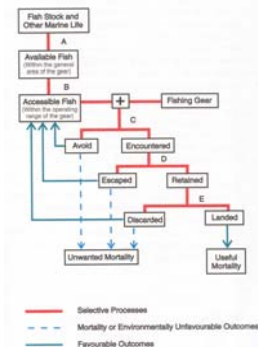 Fish Stock and
Other Marine Life
A
Available Fish
(Within the general
area of the gear)
B
Accessible Fish
(Within the operating
range of the gear)
+
Fishing Gear
C
Avoid
Encountered
D
Escaped
Retained
E
Discarded
Landed
Unwanted Mortality
Useful
Mortality
Selective Processes
Mortality or Environmentally Unfavourable Outcomes
Favourable Outcomes